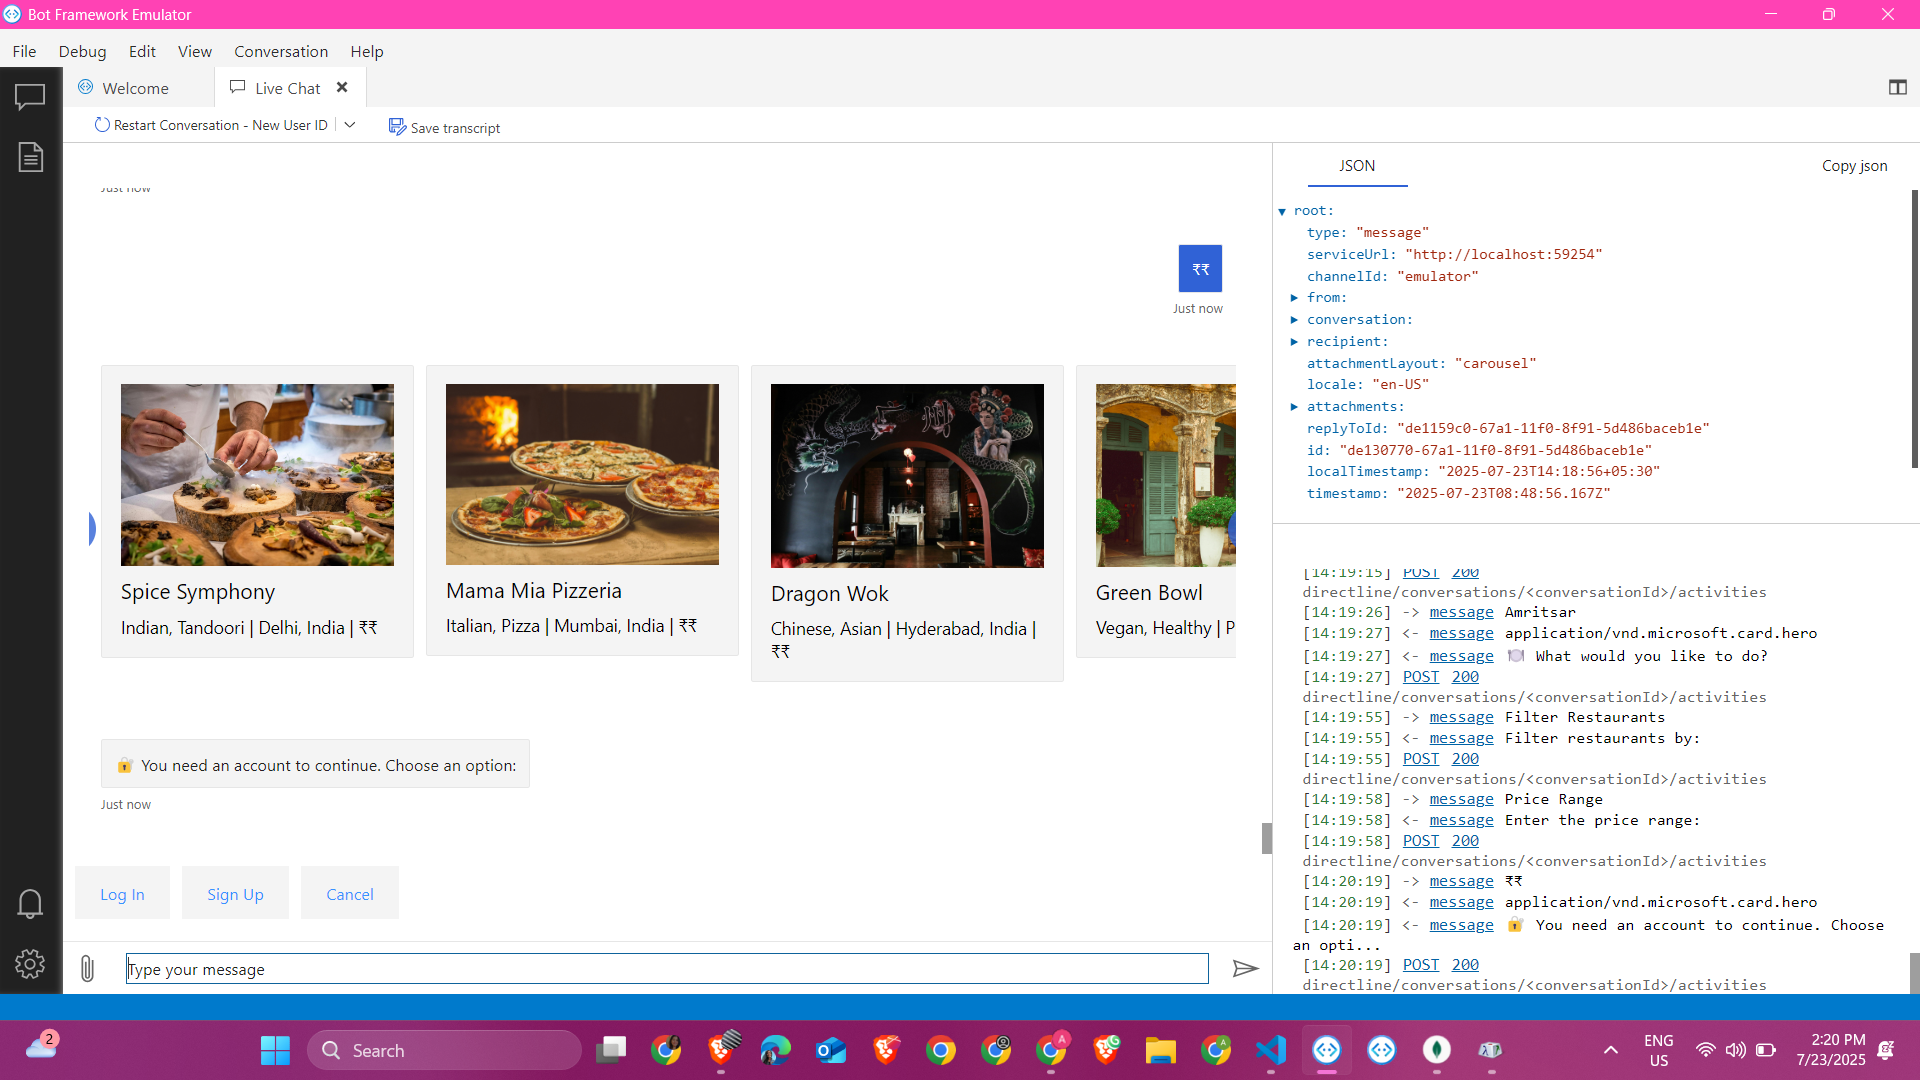 Bot Framework Emulator
File Debug Edit View Conversation Help
Welcome
Live Chat
Restart Conversation - New User ID
Save transcript
Just now
₹₹
Just now
Spice Symphony
Indian, Tandoori | Delhi, India | ₹₹
Mama Mia Pizzeria
Italian, Pizza | Mumbai, India | ₹₹
Dragon Wok
Chinese, Asian | Hyderabad, India |
₹₹
Green Bowl
Vegan, Healthy | P
🔐 You need an account to continue. Choose an option:
Just now
Log In
Sign Up
Cancel
Type your message
JSON
Copy json
root:
type: "message"
serviceUrl: "http://localhost:59254"
channelId: "emulator"
from:
conversation:
recipient:
attachmentLayout: "carousel"
locale: "en-US"
attachments:
replyToId: "de1159c0-67a1-11f0-8f91-5d486baceb1e"
id: "de130770-67a1-11f0-8f91-5d486baceb1e"
localTimestamp: "2025-07-23T14:18:56+05:30"
timestamp: "2025-07-23T08:48:56.167Z"
[14:19:15] POST 200
directline/conversations/<conversationId>/activities
[14:19:26] -> message Amritsar
[14:19:27] <- message application/vnd.microsoft.card.hero
[14:19:27] <- message 🍽️ What would you like to do?
[14:19:27] POST 200
directline/conversations/<conversationId>/activities
[14:19:55] -> message Filter Restaurants
[14:19:55] <- message Filter restaurants by:
[14:19:55] POST 200
directline/conversations/<conversationId>/activities
[14:19:58] -> message Price Range
[14:19:58] <- message Enter the price range:
[14:19:58] POST 200
directline/conversations/<conversationId>/activities
[14:20:19] -> message ₹₹
[14:20:19] <- message application/vnd.microsoft.card.hero
[14:20:19] <- message 🔐 You need an account to continue. Choose
an opti...
[14:20:19] POST 200
directline/conversations/<conversationId>/activities
2
Search
A
G
A
ENG
US
2:20 PM
7/23/2025